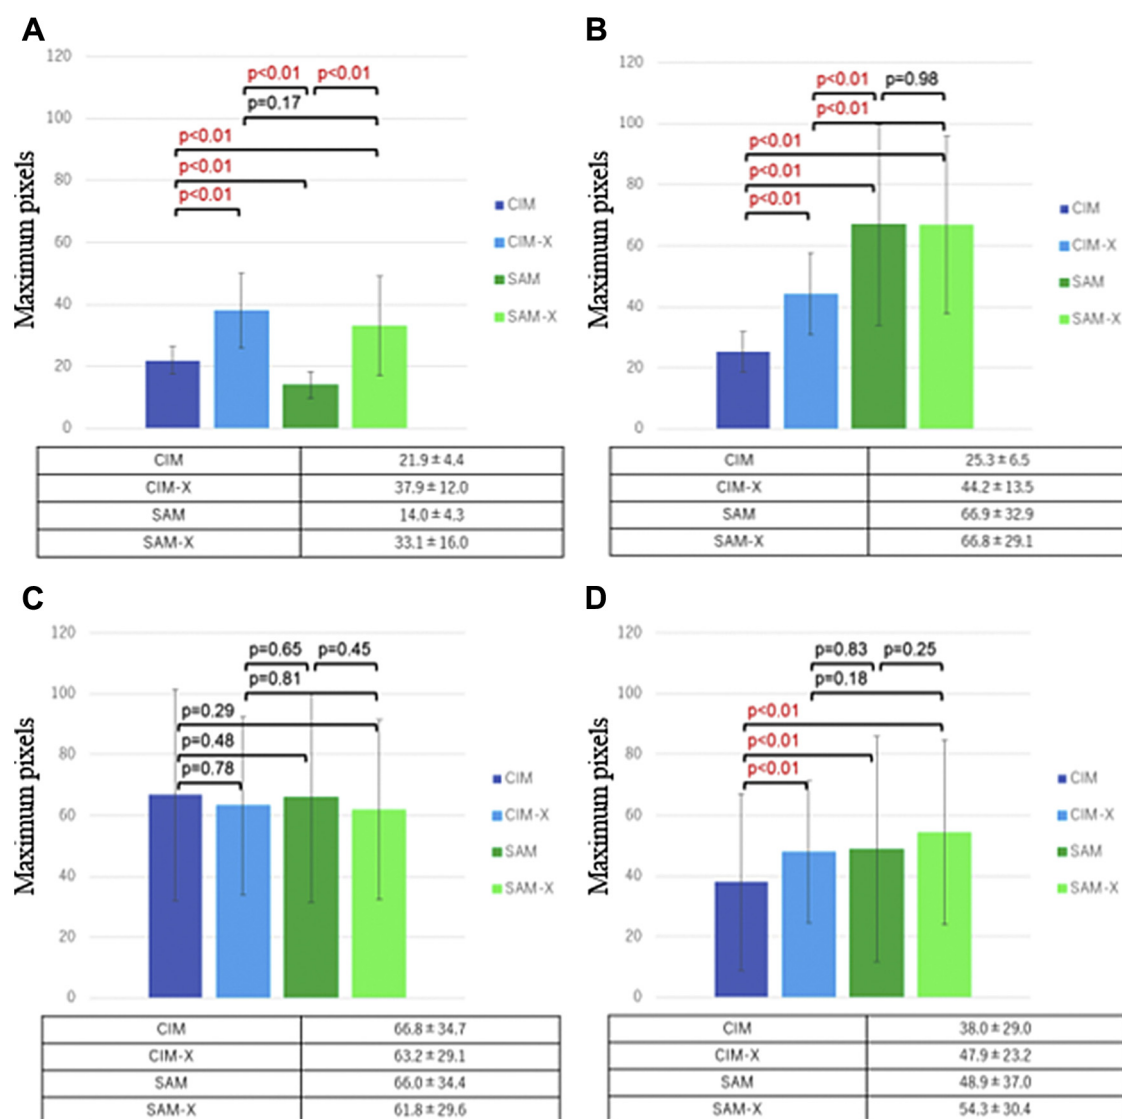 A
Maximum pixels
120
100
80
60
40
20
0
p<0.01 p<0.01
p=0.17
p<0.01
p<0.01
p<0.01
CIM
CIM-X
SAM
SAM-X
CIM 21.9±4.4
CIM-X 37.9±12.0
SAM 14.0±4.3
SAM-X 33.1±16.0
B
Maximum pixels
120
100
80
60
40
20
0
p<0.01 p=0.98
p<0.01
p<0.01
p<0.01
p<0.01
CIM
CIM-X
SAM
SAM-X
CIM 25.3±6.5
CIM-X 44.2±13.5
SAM 66.9±32.9
SAM-X 66.8±29.1
C
Maximum pixels
120
100
80
60
40
20
0
p=0.65 p=0.45
p=0.81
p=0.29
p=0.48
p=0.78
CIM
CIM-X
SAM
SAM-X
CIM 66.8±34.7
CIM-X 63.2±29.1
SAM 66.0±34.4
SAM-X 61.8±29.6
D
Maximum pixels
120
100
80
60
40
20
0
p=0.83 p=0.25
p=0.18
p<0.01
p<0.01
p<0.01
CIM
CIM-X
SAM
SAM-X
CIM 38.0±29.0
CIM-X 47.9±23.2
SAM 48.9±37.0
SAM-X 54.3±30.4